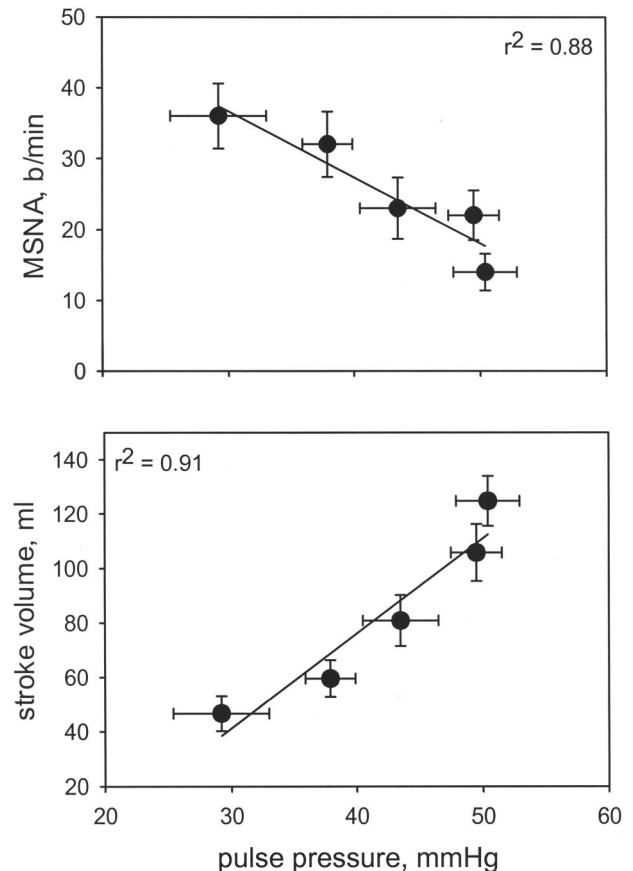 50
r2 = 0.88
40
30
20
10
0
MSNA, b/min
r2 = 0.91
140
120
100
80
60
40
20
stroke volume, ml
20 30 40 50 60
pulse pressure, mmHg